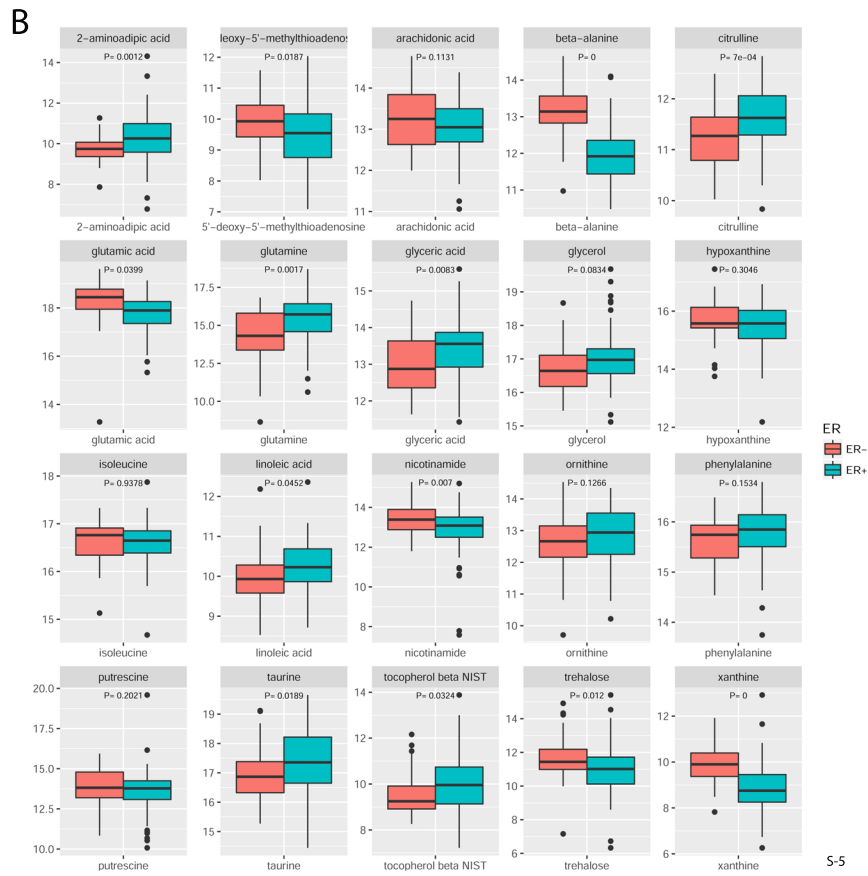 B
2-aminoadipic acid
P= 0.0012
14
12
10
8
2-aminoadipic acid
leoxy-5'-methylthioadenos
P= 0.0187
12
11
10
9
8
7
5'-deoxy-5'-methylthioadenosine
arachidonic acid
P= 0.1131
14
13
12
11
arachidonic acid
beta-alanine
P= 0
14
13
12
11
beta-alanine
citrulline
P= 7e-04
12
11
10
citrulline
glutamic acid
P= 0.0399
18
16
14
glutamic acid
glutamine
P= 0.0017
17.5
15.0
12.5
10.0
glutamine
glyceric acid
P= 0.0083
15
14
13
12
glyceric acid
glycerol
P= 0.0834
19
18
17
16
15
glycerol
hypoxanthine
P= 0.3046
16
14
12
hypoxanthine
ER
ER-
ER+
isoleucine
P= 0.9378
18
17
16
15
isoleucine
linoleic acid
P= 0.0452
12
11
10
9
linoleic acid
nicotinamide
P= 0.007
14
12
10
8
nicotinamide
ornithine
P= 0.1266
14
13
12
11
10
ornithine
phenylalanine
P= 0.1534
16
15
14
phenylalanine
putrescine
P= 0.2021
20.0
17.5
15.0
12.5
10.0
putrescine
taurine
P= 0.0189
19
18
17
16
15
taurine
tocopherol beta NIST
P= 0.0324
14
12
10
8
tocopherol beta NIST
trehalose
P= 0.012
14
12
10
8
6
trehalose
xanthine
P= 0
12
10
8
6
xanthine
S-5